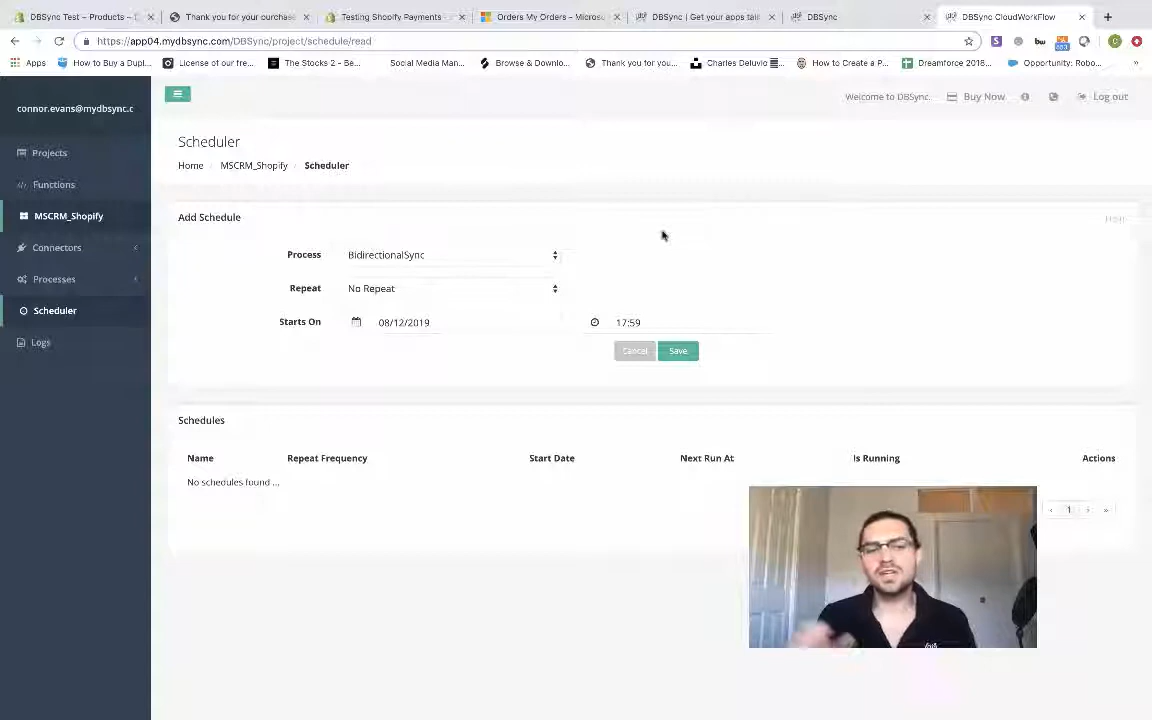 DBSync Test – Products – D
Thank you for your purchase
Testing Shopify Payments -
Orders My Orders - Micros
DBSync | Get your apps talk
DBSync
DBSync CloudWorkFlow
https://app04.mydbsync.com/DBSync/project/schedule/read
bw
C
Apps
How to Buy a Dupl...
License of our fre...
The Stocks 2 – Be...
Social Media Man...
Browse & Downlo...
Thank you for you...
Charles Deluvio
How to Create a P...
Dreamforce 2018...
Opportunity: Robo...
»
connor.evans@mydbsync.c
Welcome to DBSync..
Buy Now
Log out
Projects
Functions
MSCRM_Shopify
Connectors
Processes
Scheduler
Logs
Scheduler
Home / MSCRM_Shopify / Scheduler
Add Schedule
Process BidirectionalSync
Repeat No Repeat
Starts On 08/12/2019 17:59
Cancel Save
Schedules
Name Repeat Frequency Start Date Next Run At Is Running Actions
No schedules found ...
‹ 1 › »